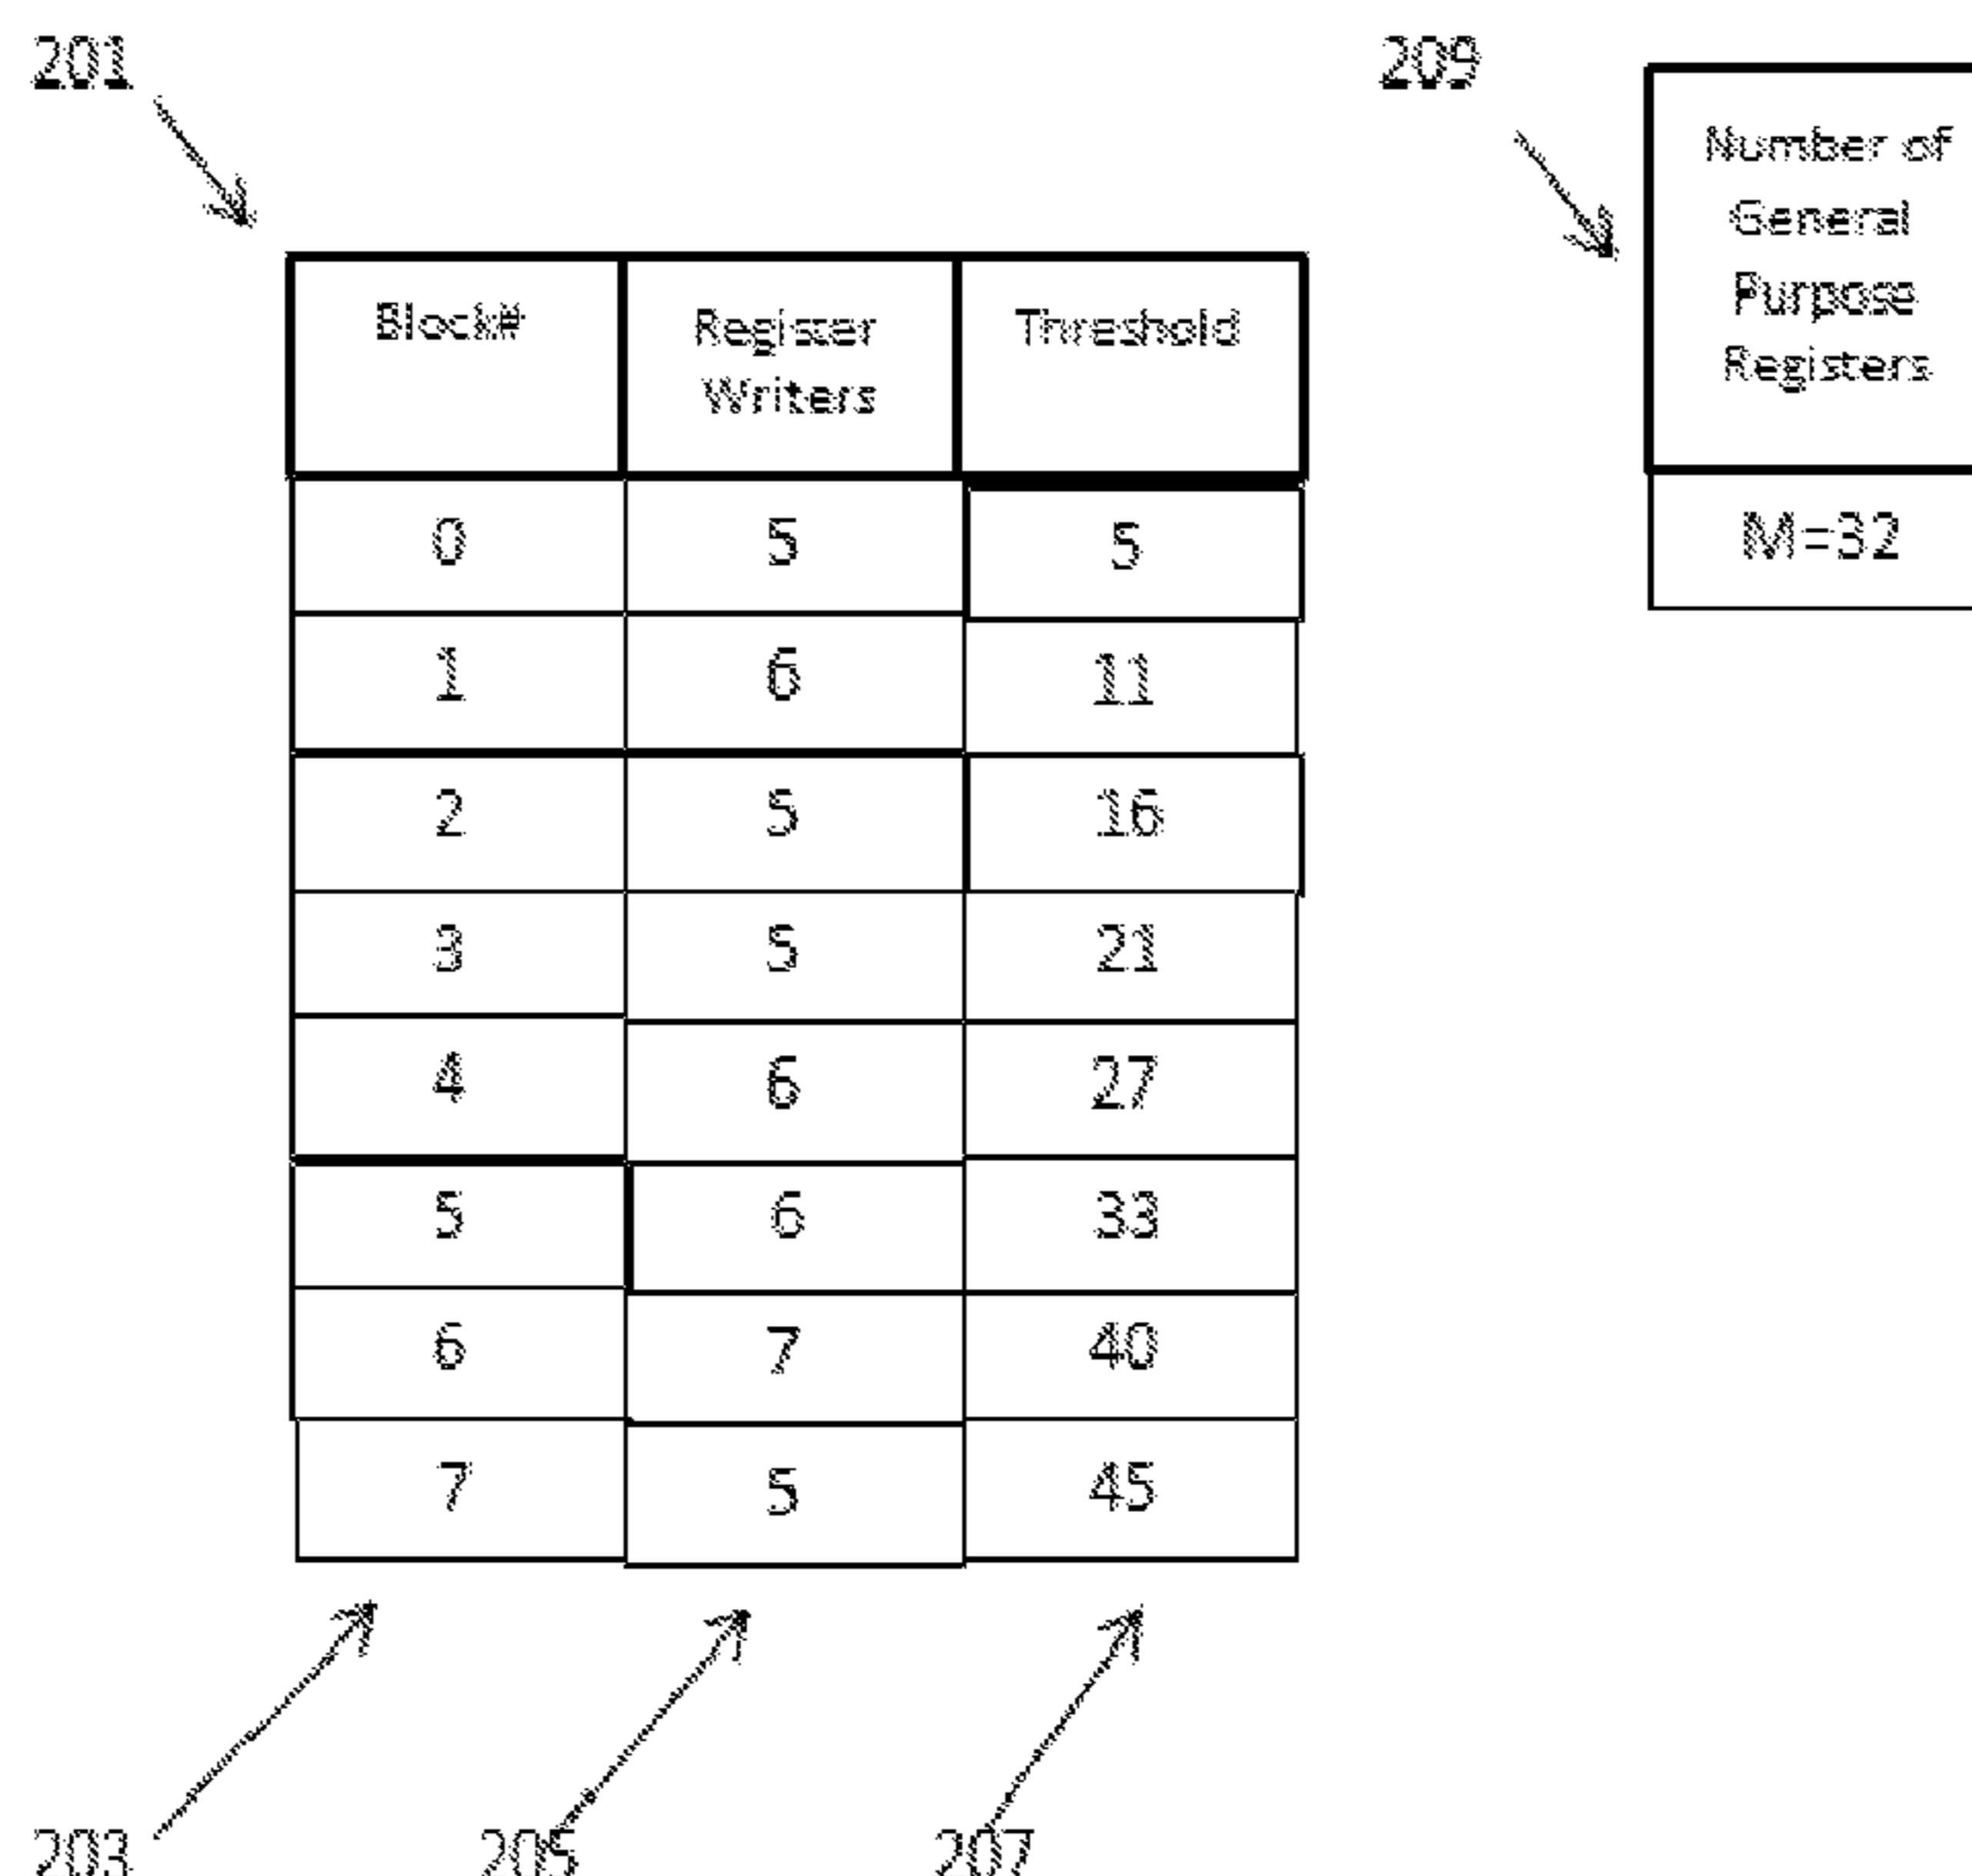 201
209
Number of
General
Purpose
Registers
M=32
Block# Register Writers Threshold
0 5 5
1 6 11
2 5 16
3 5 21
4 6 27
5 6 33
6 7 40
7 5 45
203 205 207